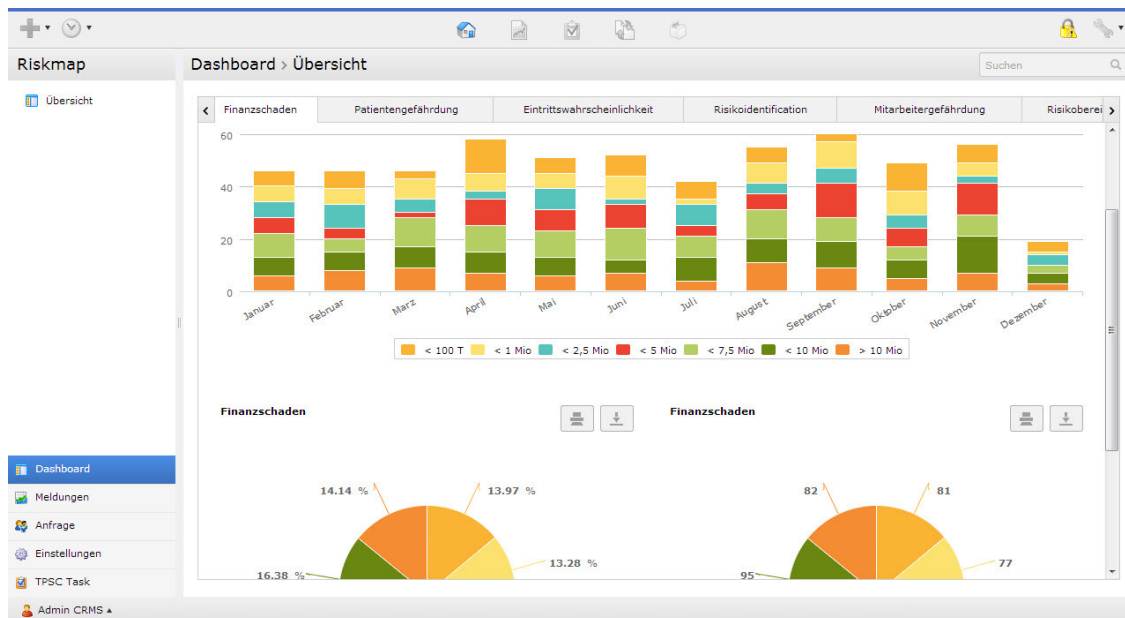 Riskmap
Dashboard › Übersicht
Suchen
Übersicht
Finanzschaden
Patientengefährdung
Eintrittswahrscheinlichkeit
Risikoidentification
Mitarbeitergefährdung
Risikoberei
60
40
20
0
Januar
Februar
Marz
April
Mai
Juni
Juli
August
September
Oktober
November
Dezember
< 100 T < 1 Mio < 2,5 Mio < 5 Mio < 7,5 Mio < 10 Mio > 10 Mio
Finanzschaden
14.14 %
13.97 %
13.28 %
16.38 %
Finanzschaden
82
81
77
95
Dashboard
Meldungen
Anfrage
Einstellungen
TPSC Task
Admin CRMS